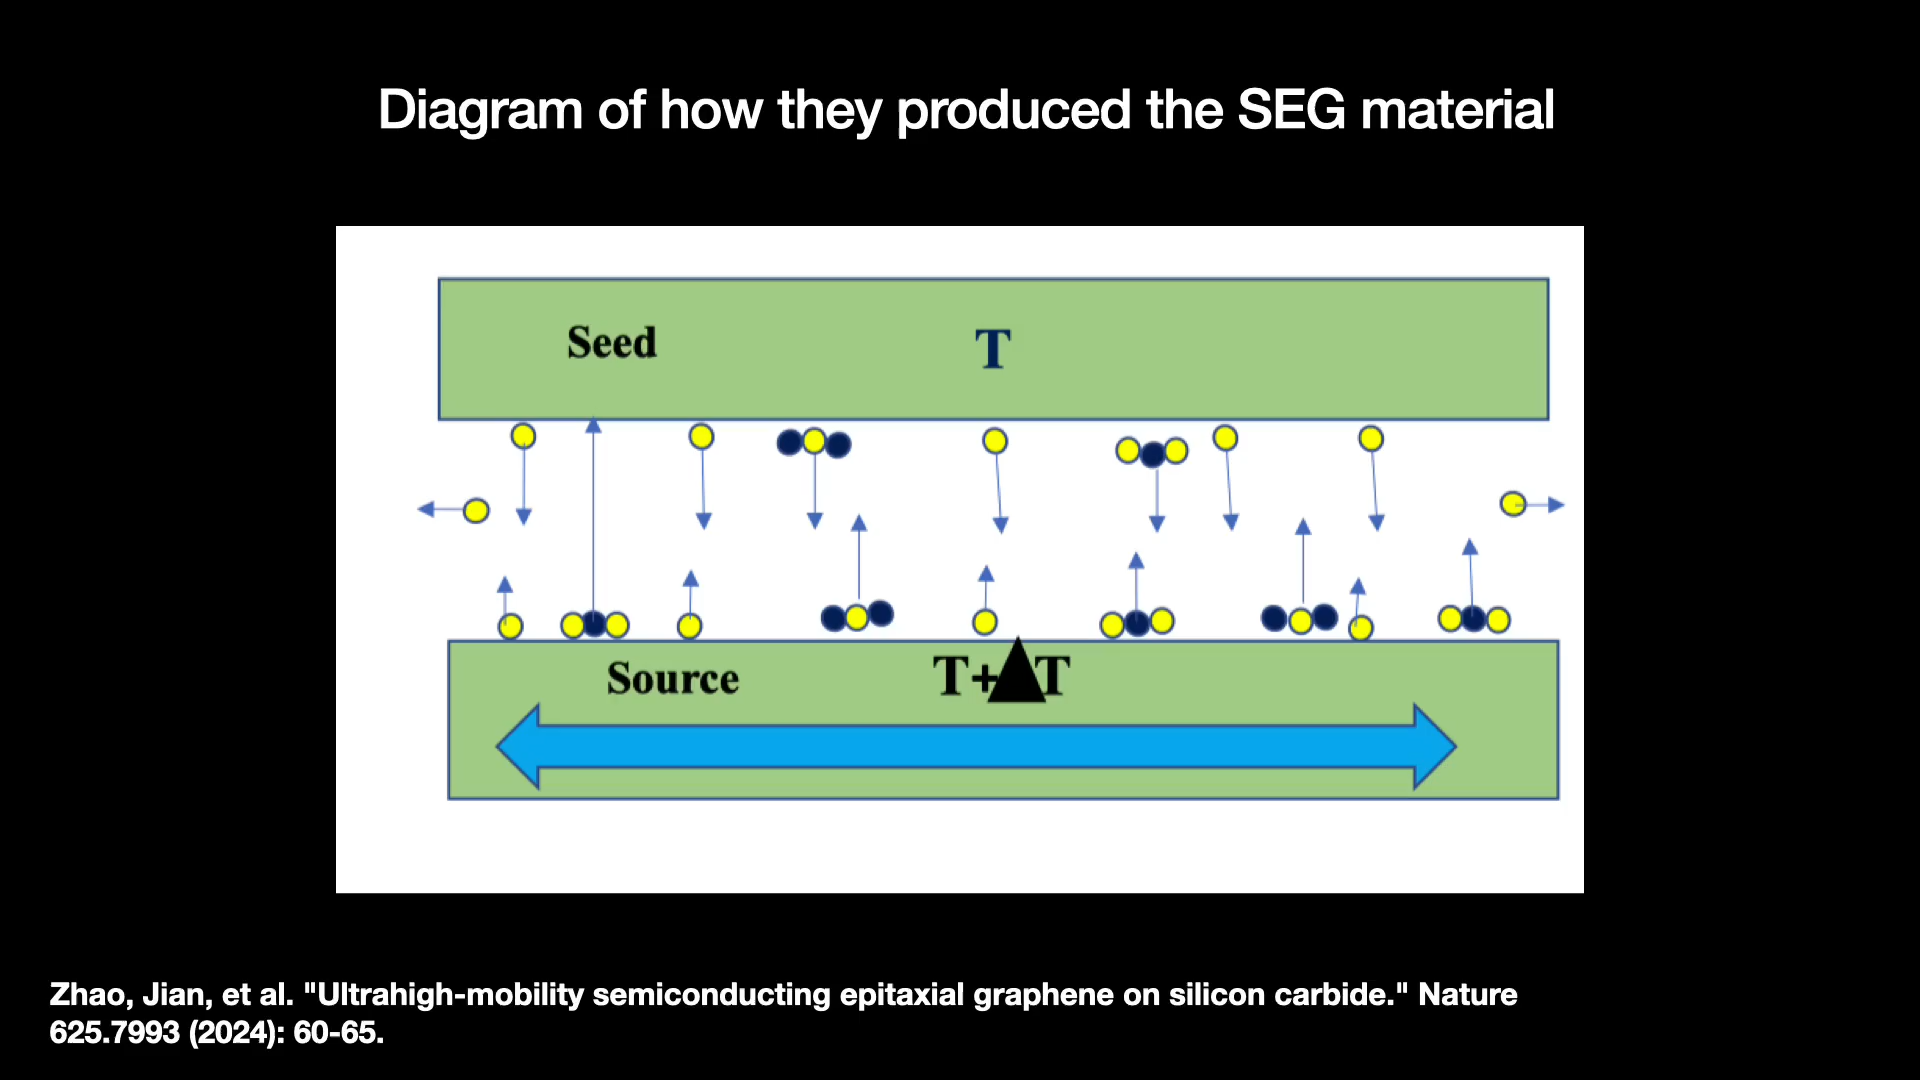 Diagram of how they produced the SEG material
Seed
T
Source
T+▲T
Zhao, Jian, et al. "Ultrahigh-mobility semiconducting epitaxial graphene on silicon carbide." Nature
625.7993 (2024): 60-65.